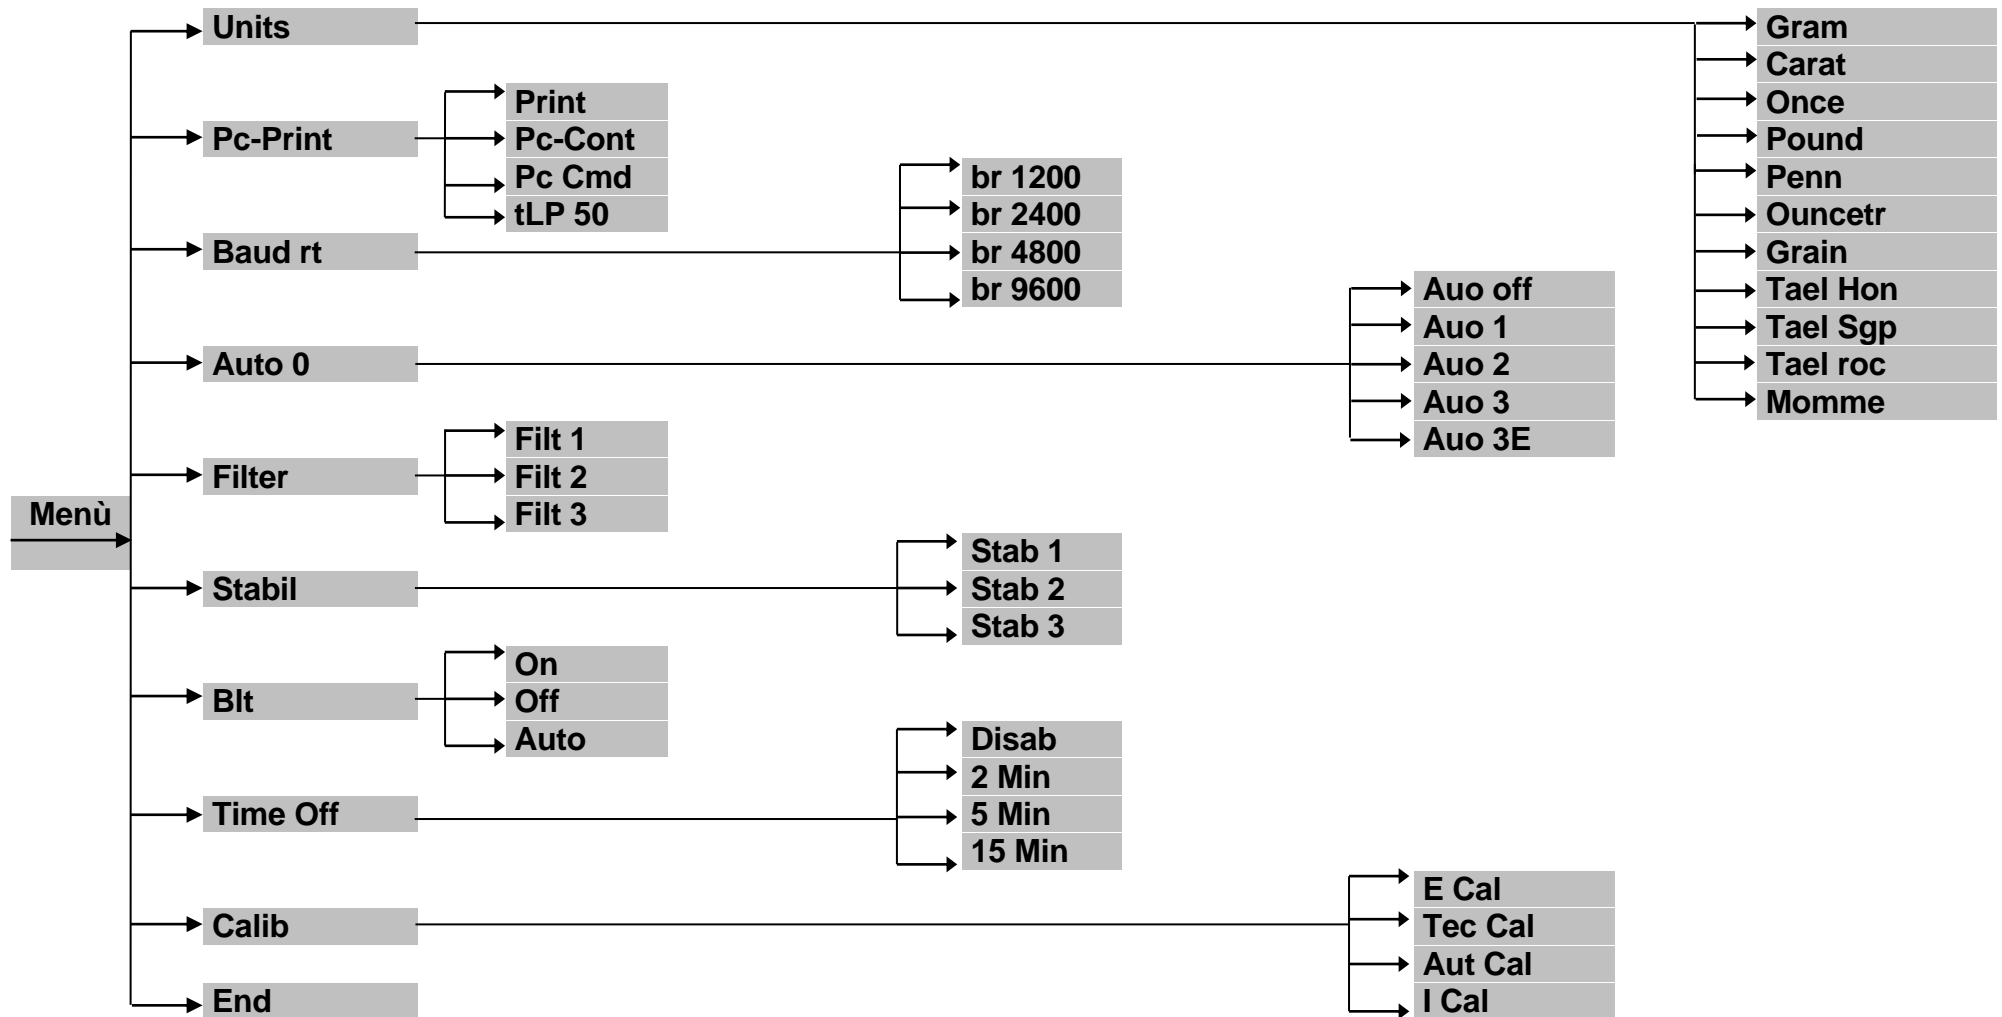 Menù
Units
Gram
Carat
Once
Pound
Penn
Ouncetr
Grain
Tael Hon
Tael Sgp
Tael roc
Momme
Pc-Print
Print
Pc-Cont
Pc Cmd
tLP 50
Baud rt
br 1200
br 2400
br 4800
br 9600
Auto 0
Auo off
Auo 1
Auo 2
Auo 3
Auo 3E
Filter
Filt 1
Filt 2
Filt 3
Stabil
Stab 1
Stab 2
Stab 3
Blt
On
Off
Auto
Time Off
Disab
2 Min
5 Min
15 Min
Calib
E Cal
Tec Cal
Aut Cal
I Cal
End